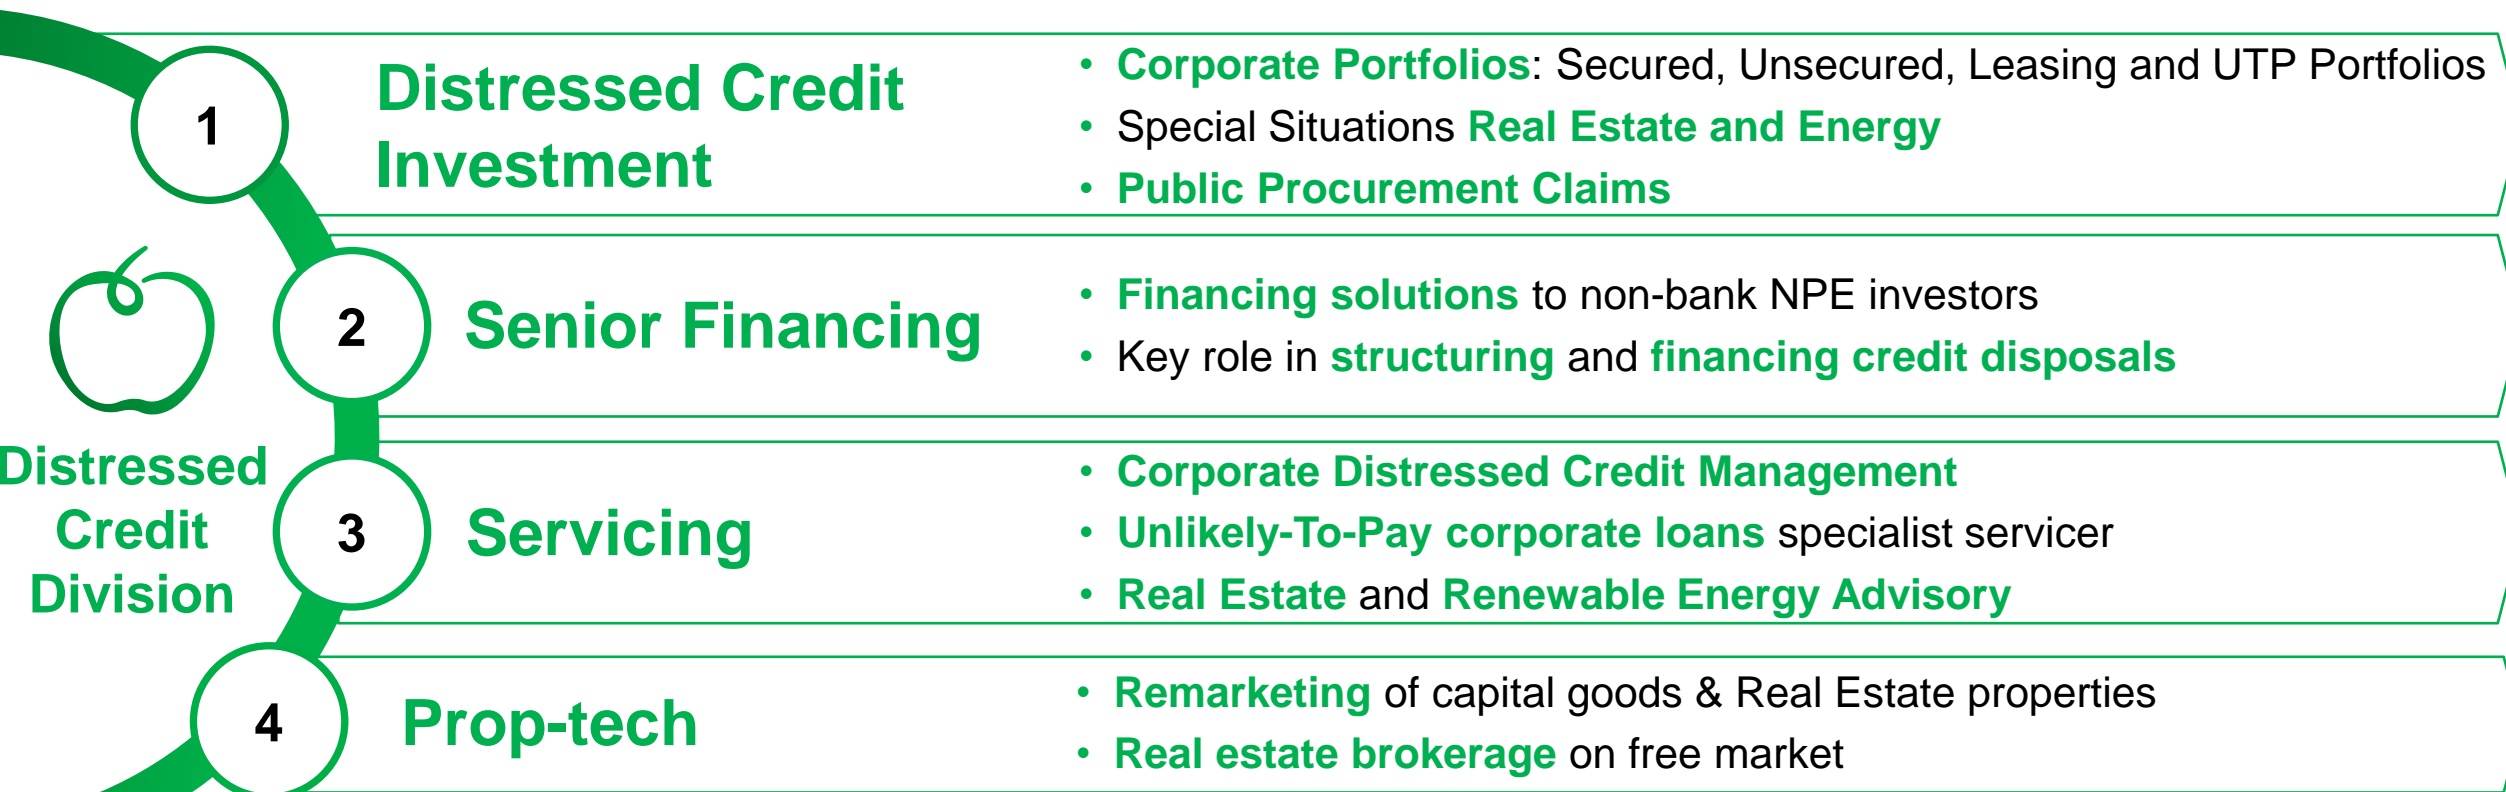 1
Distressed Credit
Investment
• Corporate Portfolios: Secured, Unsecured, Leasing and UTP Portfolios
• Special Situations Real Estate and Energy
• Public Procurement Claims
2
Senior Financing
• Financing solutions to non-bank NPE investors
• Key role in structuring and financing credit disposals
Distressed
Credit
Division
3
Servicing
• Corporate Distressed Credit Management
• Unlikely-To-Pay corporate loans specialist servicer
• Real Estate and Renewable Energy Advisory
4
Prop-tech
• Remarketing of capital goods & Real Estate properties
• Real estate brokerage on free market